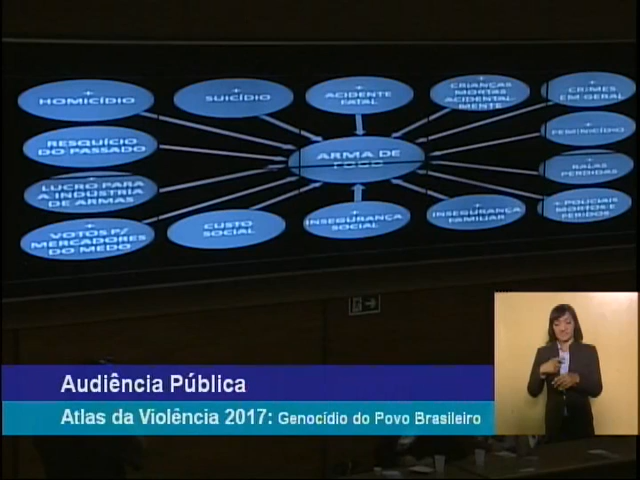 +
HOMICÍDIO
SUICÍDIO
ACIDENTE
FATAL
+
CRIANÇAS
MORTAS
ACIDENTAL-
MENTE
+ CRIMES
EM GERAL
RESQUÍCIO
DO PASSADO
ARMA DE
FOGO
FEMINICÍDIO
LUCRO PARA
A INDÚSTRIA
DE ARMAS
BALAS
PERDIDAS
+
VOTOS P/
MERCADORES
DO MEDO
CUSTO
SOCIAL
INSEGURANÇA
SOCIAL
INSEGURANÇA
FAMILIAR
+ POLICIAIS
MORTOS E
FERIDOS
Audiência Pública
Atlas da Violência 2017: Genocídio do Povo Brasileiro